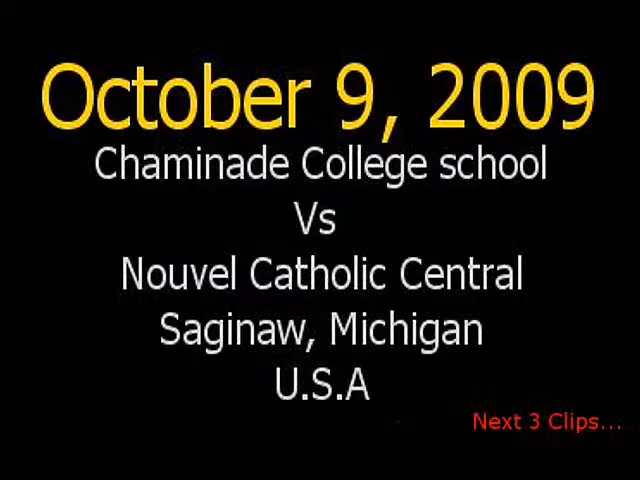 October 9, 2009
Chaminade College school
Vs
Nouvel Catholic Central
Saginaw, Michigan
U.S.A
Next 3 Clips...